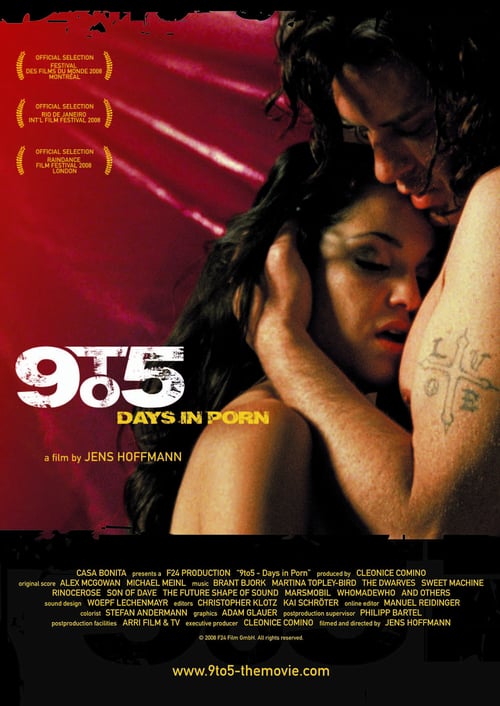 OFFICIAL SELECTION
FESTIVAL
DES FILMS DU MONDE 2008
MONTRÉAL
OFFICIAL SELECTION
RIO DE JANEIRO
INT'L FILM FESTIVAL 2008
OFFICIAL SELECTION
RAINDANCE
FILM FESTIVAL 2008
LONDON
9TO5
DAYS IN PORN
a film by JENS HOFFMANN
CASA BONITA presents a F24 PRODUCTION "9to5 - Days in Porn" produced by CLEONICE COMINO
original score ALEX MCGOWAN MICHAEL MEINL music BRANT BJORK MARTINA TOPLEY-BIRD THE DWARVES SWEET MACHINE
RINOCEROSE SON OF DAVE THE FUTURE SHAPE OF SOUND MARSMOBIL WHOMADEWHO AND OTHERS
sound design WOEPF LECHENMAYR editors CHRISTOPHER KLOTZ KAI SCHRÖTER online editor MANUEL REIDINGER
colorist STEFAN ANDERMANN graphics ADAM GLAUER postproduction supervisor PHILIPP BARTEL
postproduction facilities ARRI FILM & TV executive producer CLEONICE COMINO filmed and directed by JENS HOFFMANN
© 2008 F24 Film GmbH. All rights reserved.
www.9to5-themovie.com